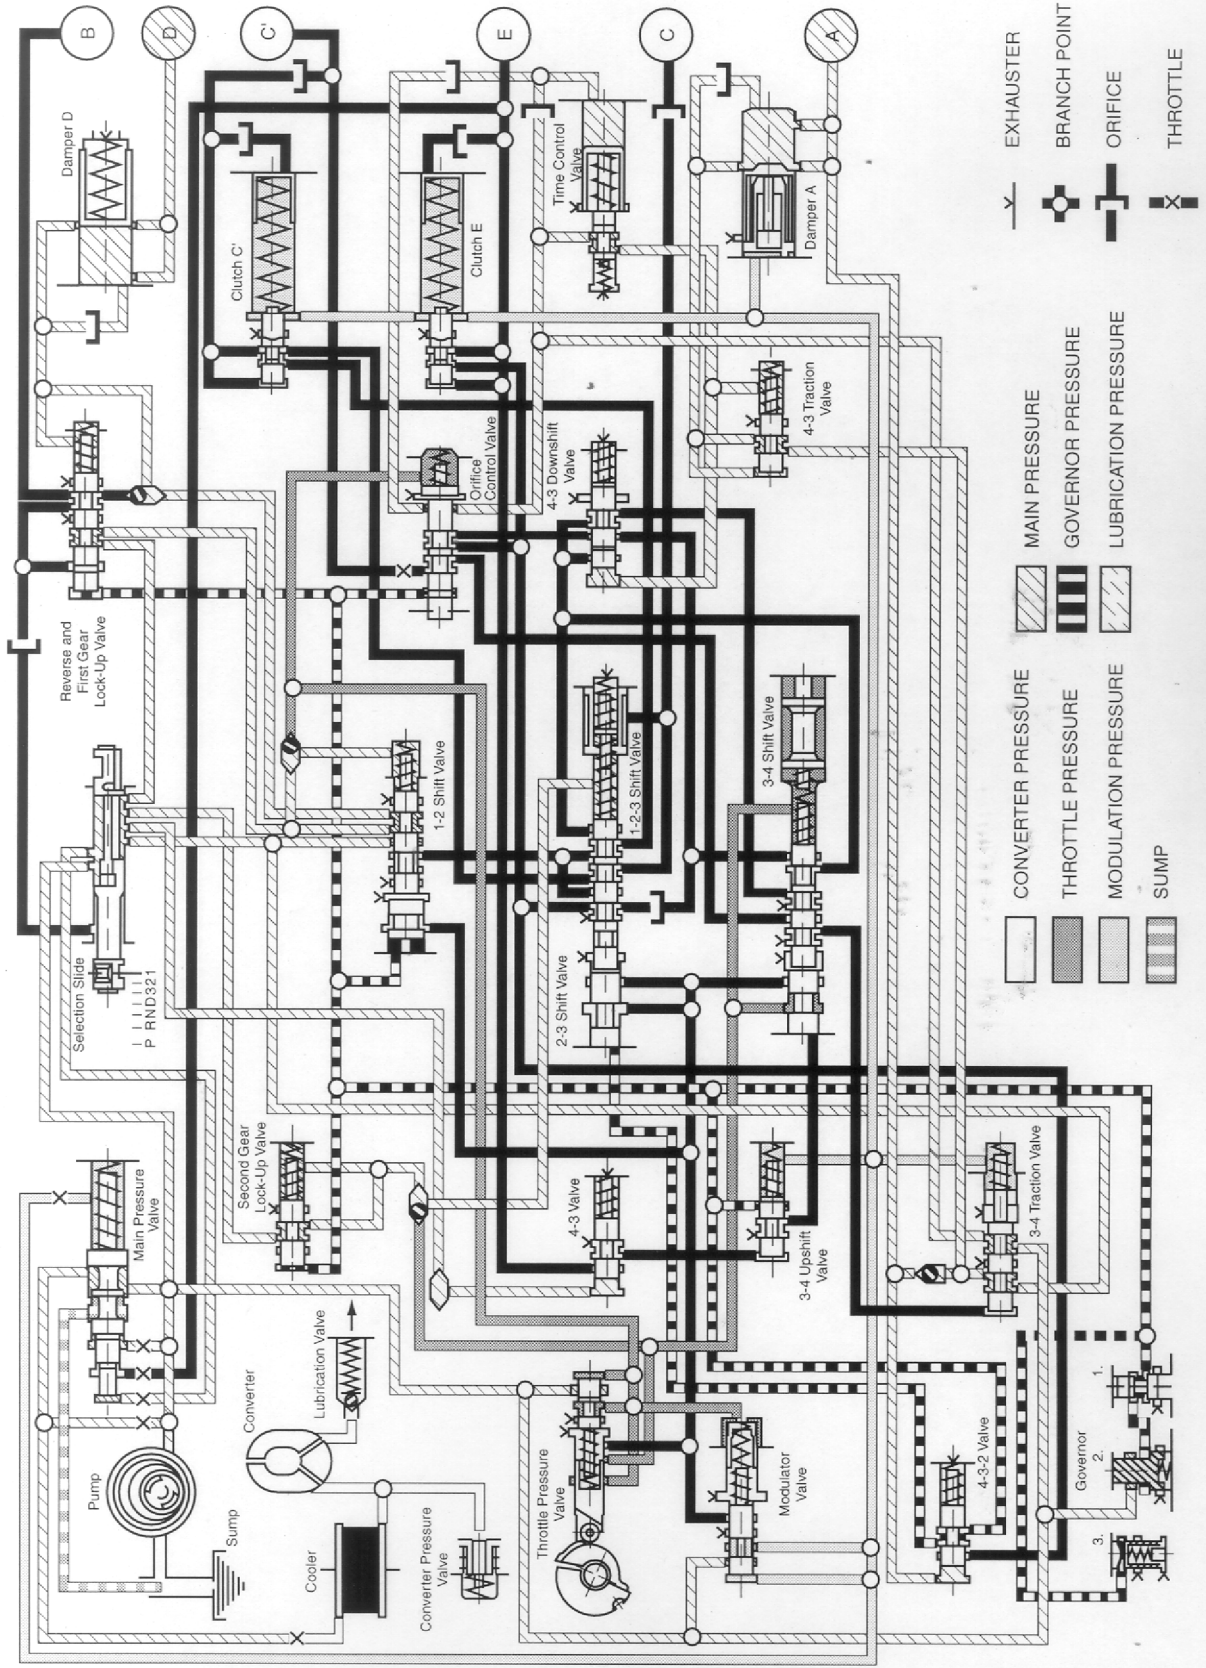 B
D
C'
E
C
A
Damper D
Clutch C'
Clutch E
Time Control
Valve
Damper A
EXHAUSTER
BRANCH POINT
ORIFICE
THROTTLE
Reverse and
First Gear
Lock-Up Valve
Orifice
Control Valve
4-3 Downshift
Valve
4-3 Traction
Valve
MAIN PRESSURE
GOVERNOR PRESSURE
LUBRICATION PRESSURE
Selection Slide
P RND321
1-2 Shift Valve
1-2-3 Shift Valve
2-3 Shift Valve
3-4 Shift Valve
CONVERTER PRESSURE
THROTTLE PRESSURE
MODULATION PRESSURE
SUMP
Main Pressure
Valve
Second Gear
Lock-Up Valve
4-3 Valve
3-4 Upshift
Valve
3-4 Traction Valve
Pump
Sump
Converter
Lubrication Valve
Cooler
Converter Pressure
Valve
Throttle Pressure
Valve
Modulator
Valve
4-3-2 Valve
Governor
1.
2.
3.